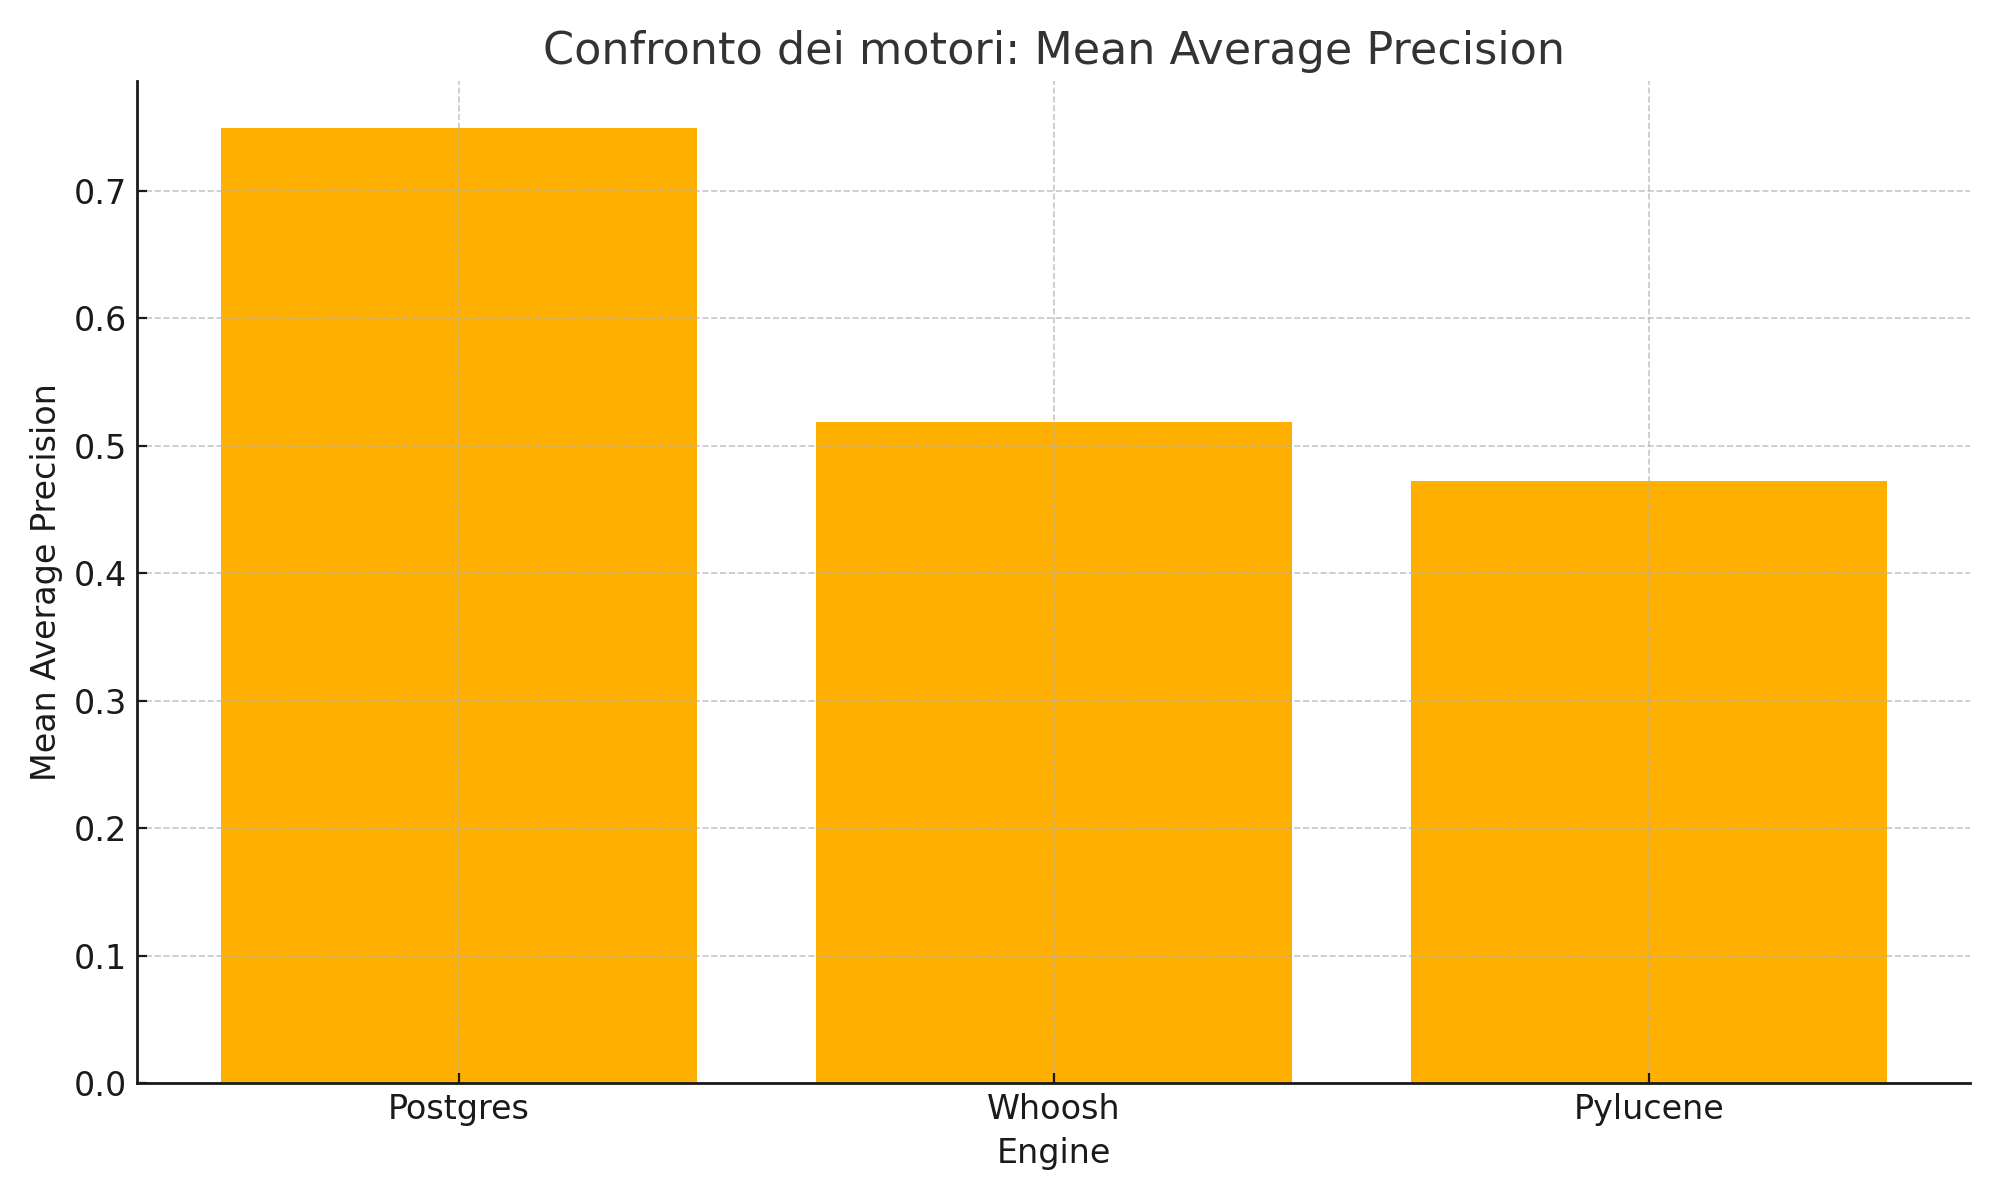 Confronto dei motori: Mean Average Precision
Mean Average Precision
0.7
0.6
0.5
0.4
0.3
0.2
0.1
0.0
Postgres
Whoosh
Pylucene
Engine